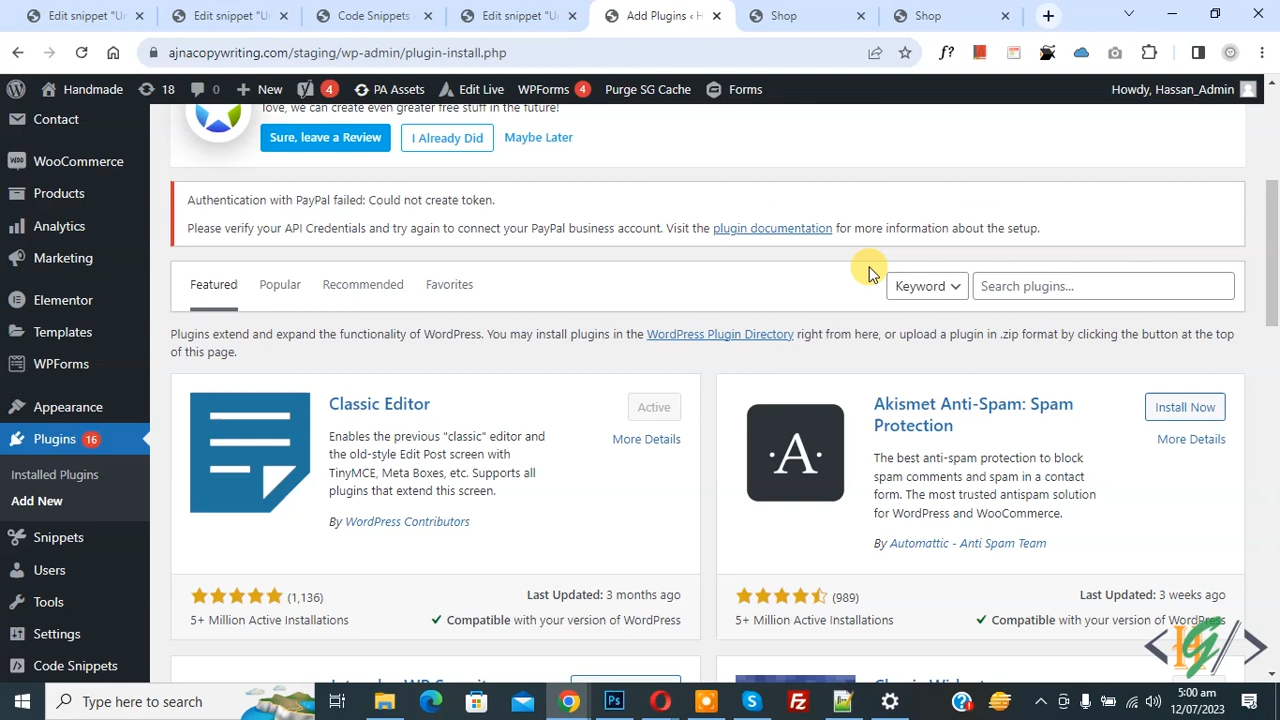 Edit snippet "Ur
Edit snippet "Ur
Code Snippets
Edit snippet "Ur
Add Plugins ‹ H
Shop
Shop
ajnacopywriting.com/staging/wp-admin/plugin-install.php
Handmade 18 0 New 4 PA Assets Edit Live WPForms 4 Purge SG Cache Forms Howdy, Hassan_Admin
love, we can create even greater free stuff in the future!
Sure, leave a Review I Already Did Maybe Later
Contact
WooCommerce
Products
Analytics
Marketing
Elementor
Templates
WPForms
Appearance
Plugins 16
Installed Plugins
Add New
Snippets
Users
Tools
Settings
Code Snippets
Authentication with PayPal failed: Could not create token.
Please verify your API Credentials and try again to connect your PayPal business account. Visit the plugin documentation for more information about the setup.
Featured Popular Recommended Favorites Keyword Search plugins...
Plugins extend and expand the functionality of WordPress. You may install plugins in the WordPress Plugin Directory right from here, or upload a plugin in .zip format by clicking the button at the top
of this page.
Classic Editor
Active
More Details
Enables the previous "classic" editor and
the old-style Edit Post screen with
TinyMCE, Meta Boxes, etc. Supports all
plugins that extend this screen.
By WordPress Contributors
(1,136)
Last Updated: 3 months ago
5+ Million Active Installations
Compatible with your version of WordPress
Akismet Anti-Spam: Spam
Protection
Install Now
More Details
The best anti-spam protection to block
spam comments and spam in a contact
form. The most trusted antispam solution
for WordPress and WooCommerce.
By Automattic - Anti Spam Team
(989)
Last Updated: 3 weeks ago
5+ Million Active Installations
Compatible with your version of WordPress
Type here to search
5:00 am
12/07/2023